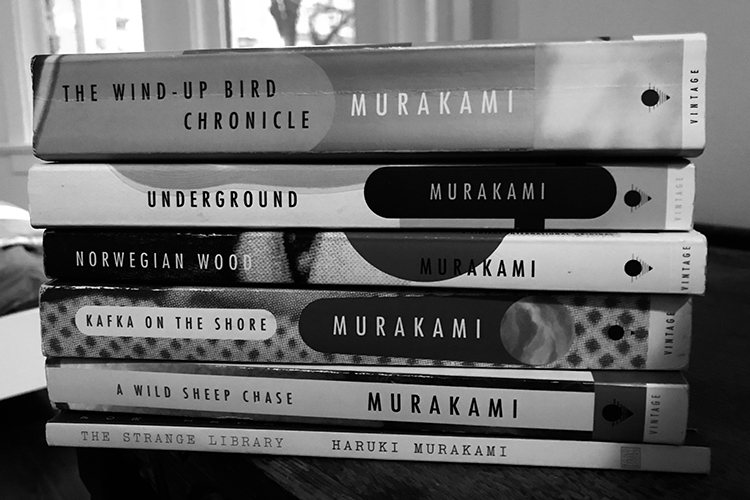 THE WIND-UP BIRD
CHRONICLE
MURAKAMI
VINTAGE
UNDERGROUND
MURAKAMI
VINTAGE
NORWEGIAN WOOD
MURAKAMI
VINTAGE
KAFKA ON THE SHORE
MURAKAMI
VINTAGE
A WILD SHEEP CHASE
MURAKAMI
VINTAGE
THE STRANGE LIBRARY
HARUKI MURAKAMI